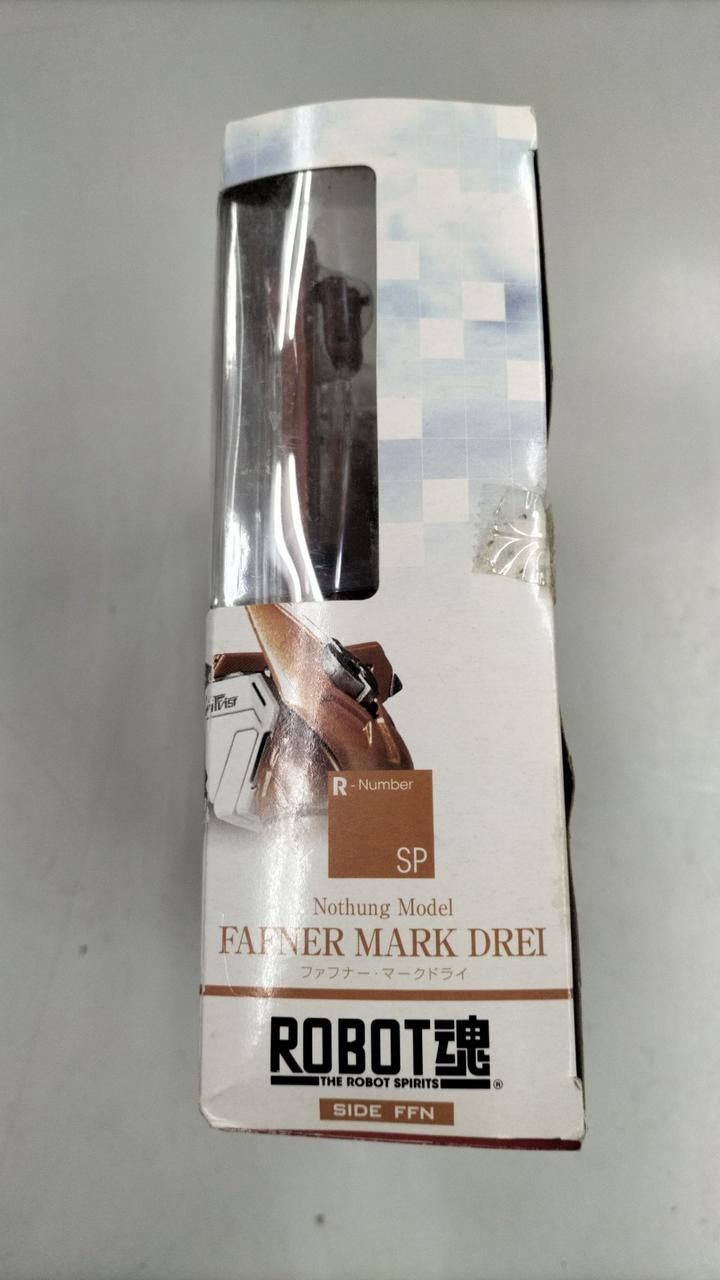 R - Number
SP
Nothung Model
FAFNER MARK DREI
ファフナー・マークドライ
ROBOT魂
THE ROBOT SPIRITS
®
SIDE FFN